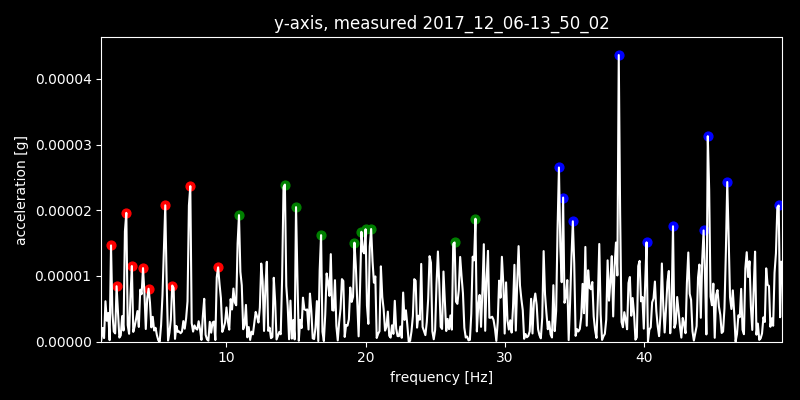 y-axis, measured 2017_12_06-13_50_02
0.00004
0.00003
0.00002
0.00001
0.00000
acceleration [g]
10 20 30 40
frequency [Hz]